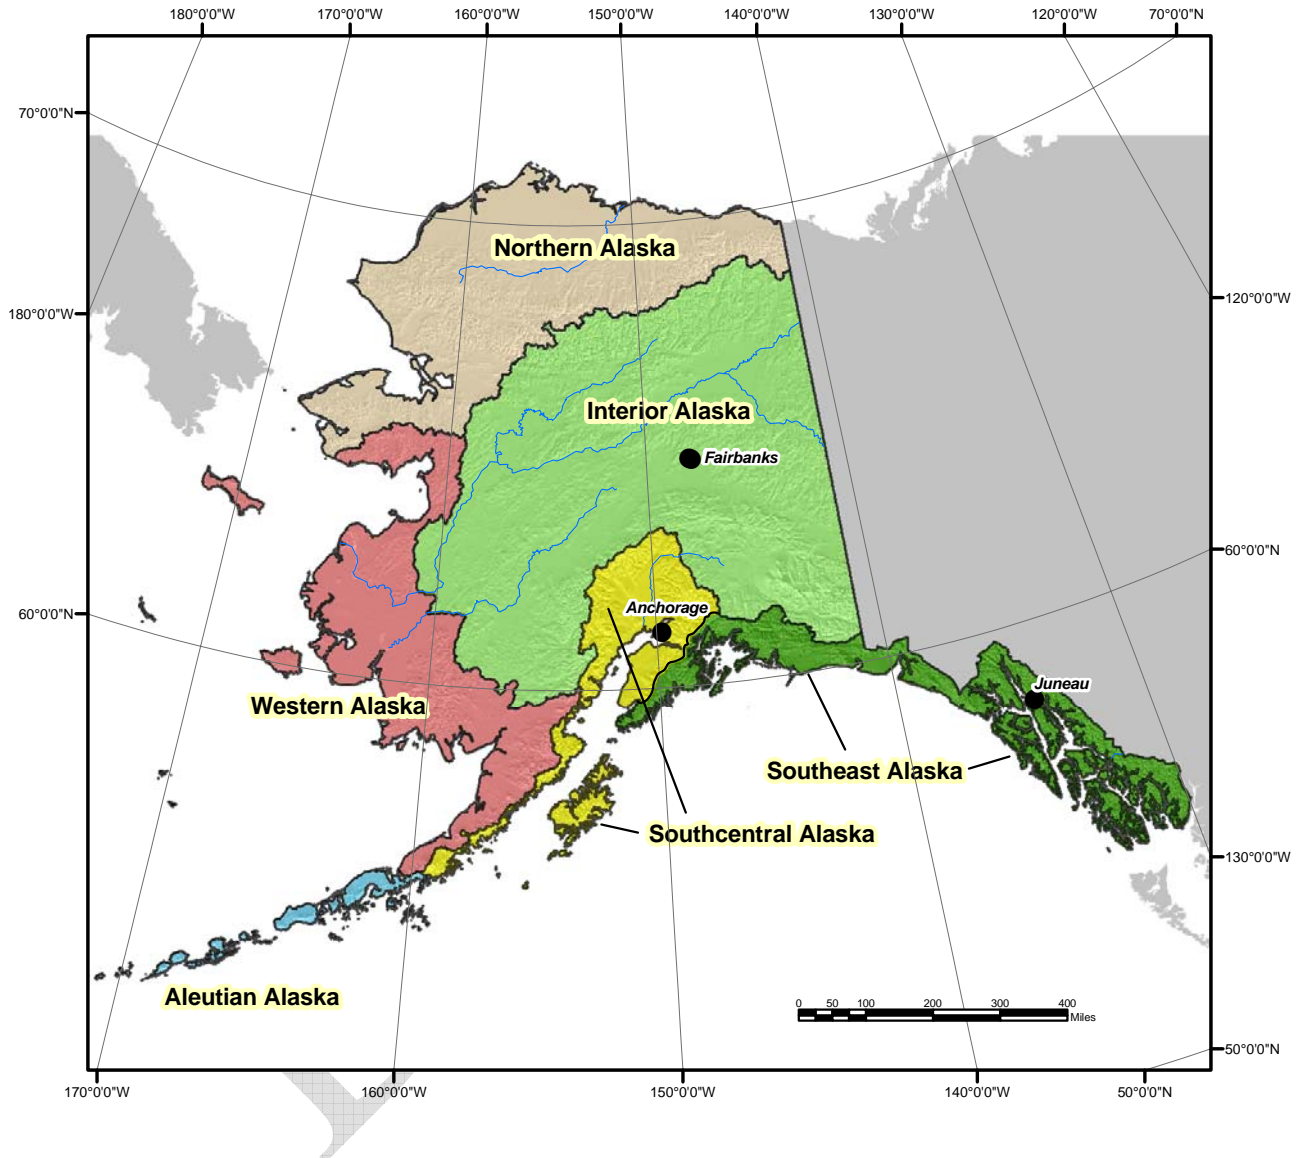 180°0'0"W
170°0'0"W
160°0'0"W
150°0'0"W
140°0'0"W
130°0'0"W
120°0'0"W
70°0'0"N
70°0'0"N
Northern Alaska
120°0'0"W
180°0'0"W
Interior Alaska
Fairbanks
60°0'0"N
Anchorage
60°0'0"N
Juneau
Western Alaska
Southeast Alaska
Southcentral Alaska
130°0'0"W
Aleutian Alaska
0 50 100 200 300 400
Miles
50°0'0"N
170°0'0"W
160°0'0"W
150°0'0"W
140°0'0"W
50°0'0"N